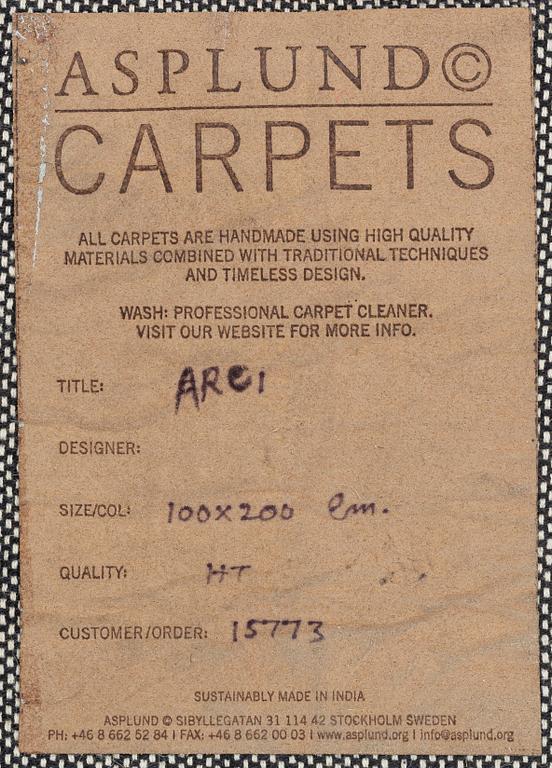 ASPLUND©
CARPETS
ALL CARPETS ARE HANDMADE USING HIGH QUALITY
MATERIALS COMBINED WITH TRADITIONAL TECHNIQUES
AND TIMELESS DESIGN.
WASH: PROFESSIONAL CARPET CLEANER.
VISIT OUR WEBSITE FOR MORE INFO.
TITLE: ARCI
DESIGNER:
SIZE/COL: 100x200 Cm.
QUALITY: HT
CUSTOMER/ORDER: 15773
SUSTAINABLY MADE IN INDIA
ASPLUND © SIBYLLEGATAN 31 114 42 STOCKHOLM SWEDEN
PH: +46 8 662 52 84 I FAX: +46 8 662 00 03 I www.asplund.org I info@asplund.org